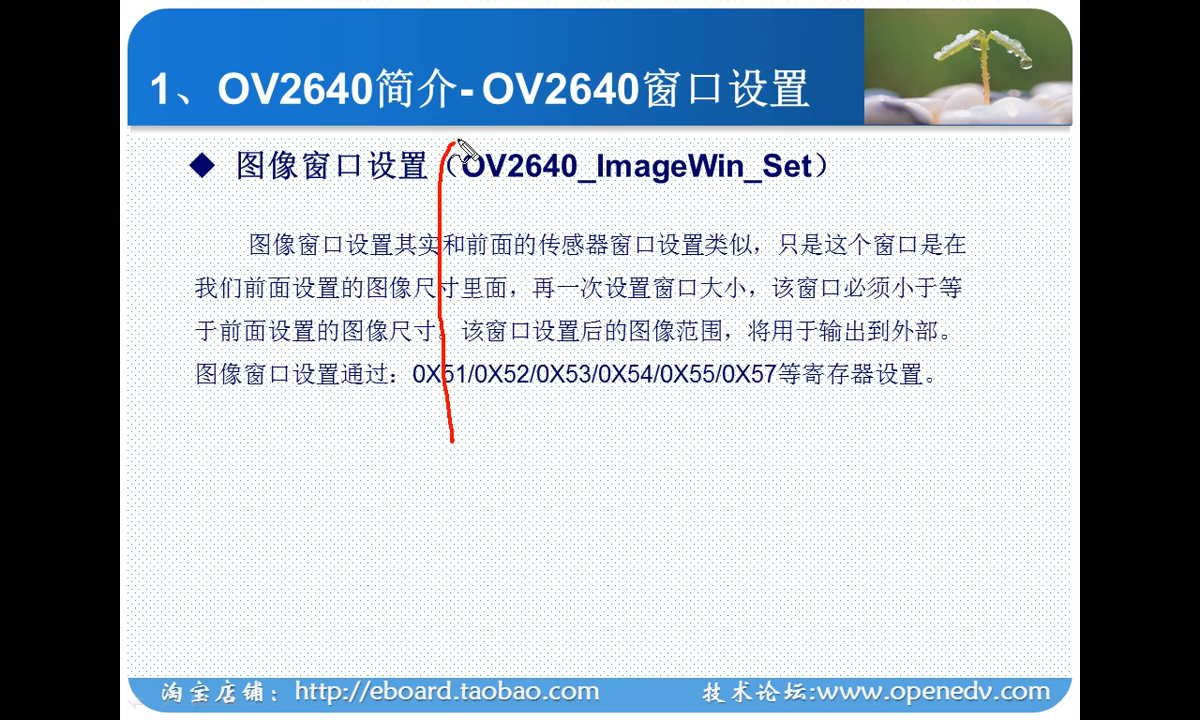 1、OV2640简介- OV2640窗口设置
◆ 图像窗口设置（OV2640_ImageWin_Set）
图像窗口设置其实和前面的传感器窗口设置类似，只是这个窗口是在
我们前面设置的图像尺寸里面，再一次设置窗口大小，该窗口必须小于等
于前面设置的图像尺寸。该窗口设置后的图像范围，将用于输出到外部。
图像窗口设置通过：0X51/0X52/0X53/0X54/0X55/0X57等寄存器设置。
淘宝店铺：http://eboard.taobao.com 技术论坛:www.openedv.com